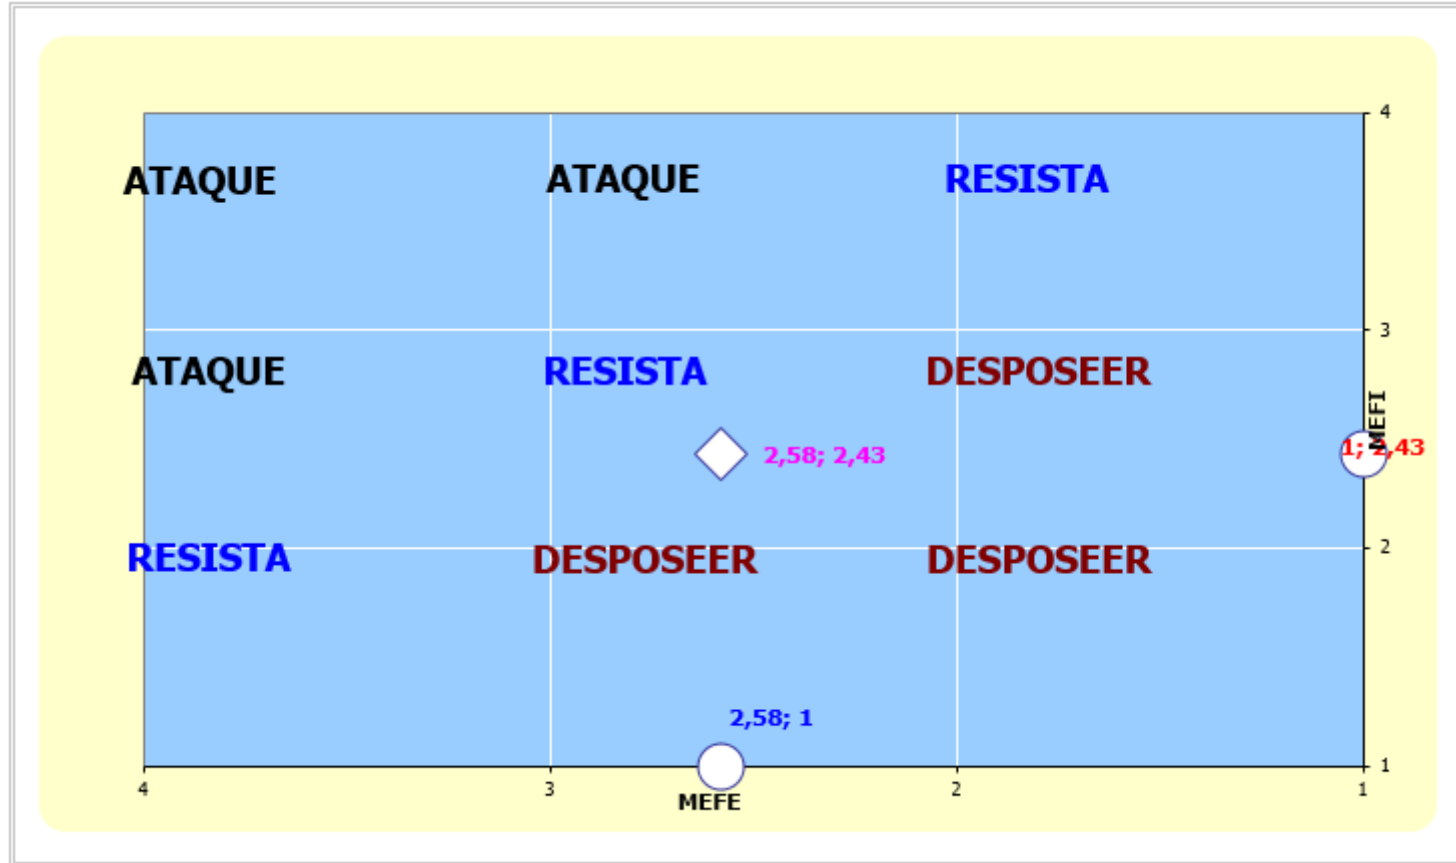 4
ATAQUE ATAQUE RESISTA
3
ATAQUE RESISTA DESPOSEER
MEFI
2,58; 2,43
1; 2,43
2
RESISTA DESPOSEER DESPOSEER
2,58; 1
1
4 3 2 1
MEFE